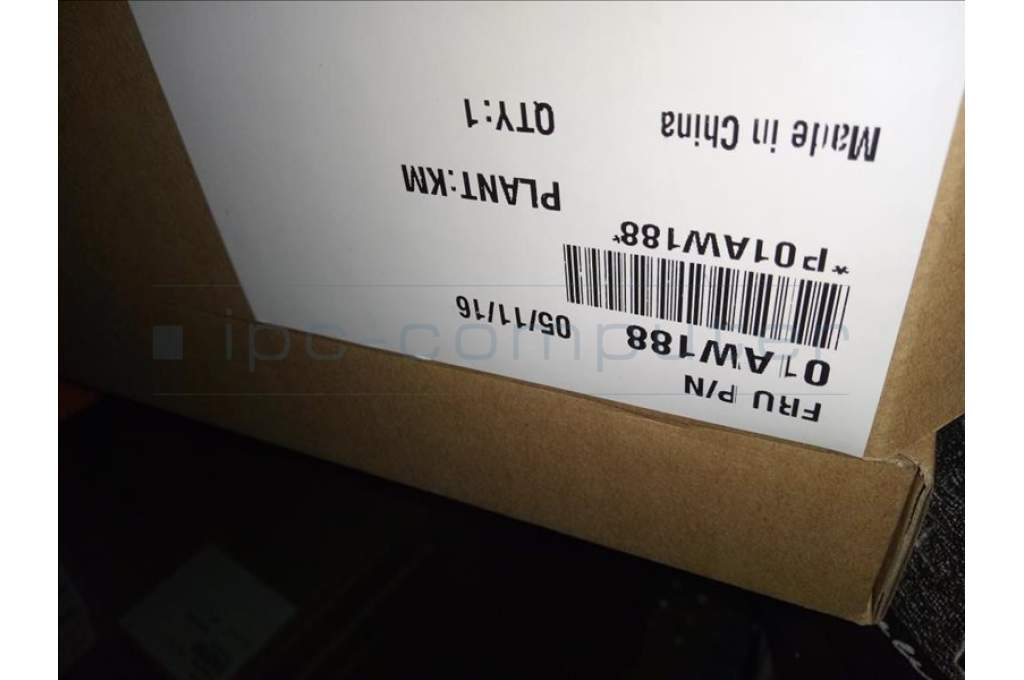 FRU P/N
01AW188
05/11/16
*P01AW188*
PLANT:KM
Made in China
QTY:1
ipc-computer